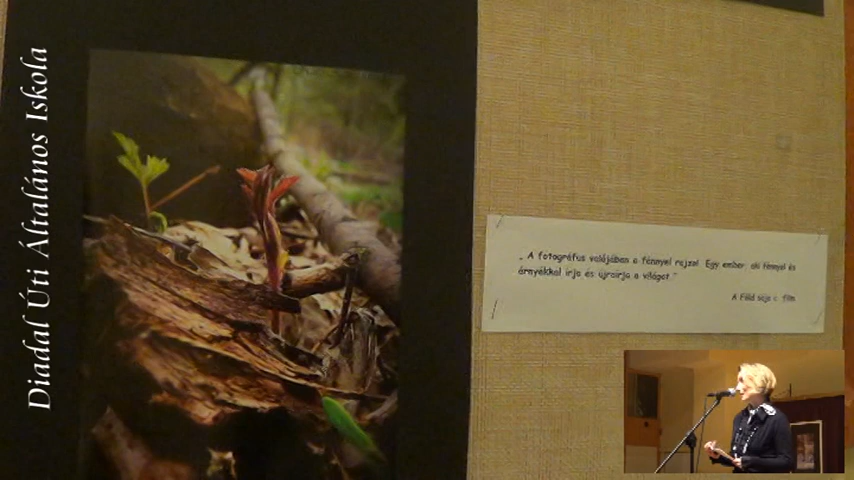 Diadal Úti Általános Iskola
„ A fotográfus valójában a fénnyel rajzol. Egy ember, aki fénnyel és
árnyékkal írja és újraírja a világot.”
A Föld sója c. film